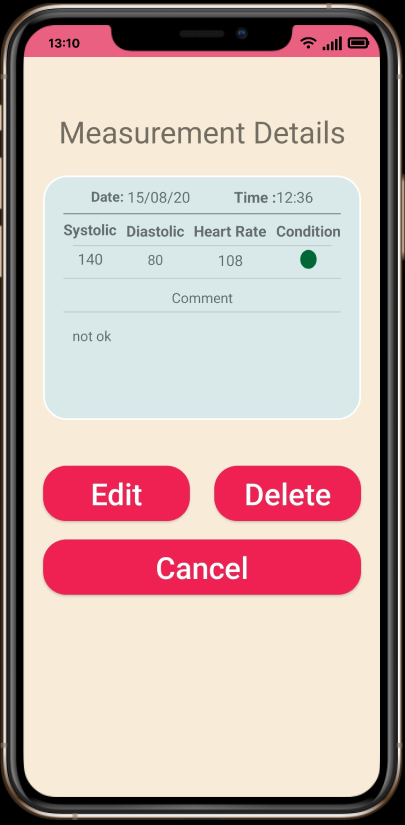 13:10
Measurement Details
Date: 15/08/20 Time :12:36
Systolic Diastolic Heart Rate Condition
140 80 108
Comment
not ok
Edit Delete
Cancel